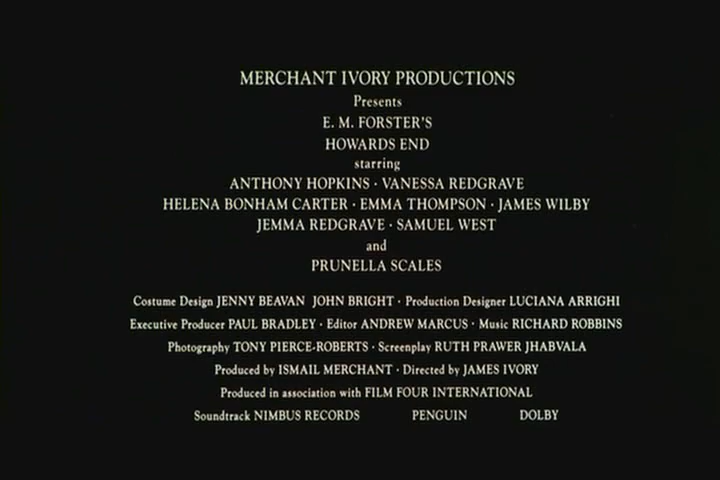 MERCHANT IVORY PRODUCTIONS
Presents
E. M. FORSTER'S
HOWARDS END
starring
ANTHONY HOPKINS · VANESSA REDGRAVE
HELENA BONHAM CARTER · EMMA THOMPSON · JAMES WILBY
JEMMA REDGRAVE · SAMUEL WEST
and
PRUNELLA SCALES
Costume Design JENNY BEAVAN JOHN BRIGHT · Production Designer LUCIANA ARRIGHI
Executive Producer PAUL BRADLEY · Editor ANDREW MARCUS · Music RICHARD ROBBINS
Photography TONY PIERCE-ROBERTS · Screenplay RUTH PRAWER JHABVALA
Produced by ISMAIL MERCHANT · Directed by JAMES IVORY
Produced in association with FILM FOUR INTERNATIONAL
Soundtrack NIMBUS RECORDS PENGUIN DOLBY